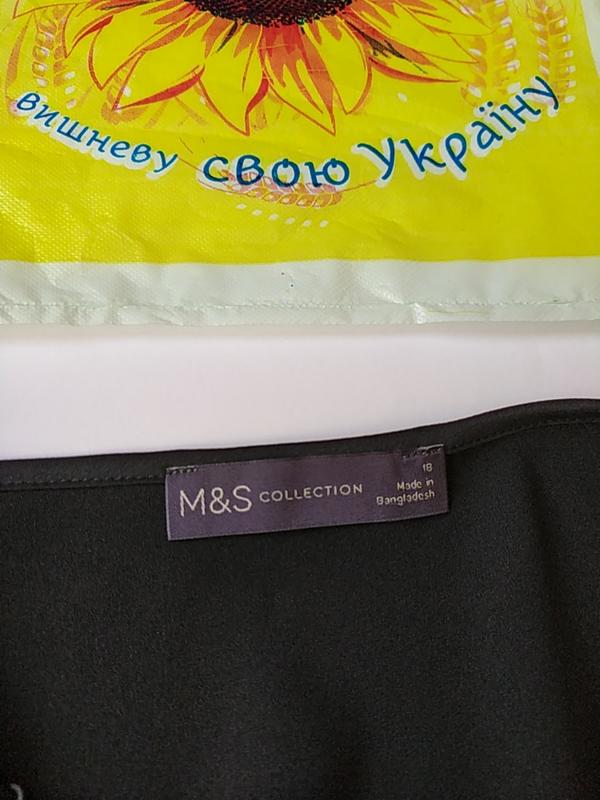 вишневу свою Україну
M&S COLLECTION
18
Made in
Bangladesh